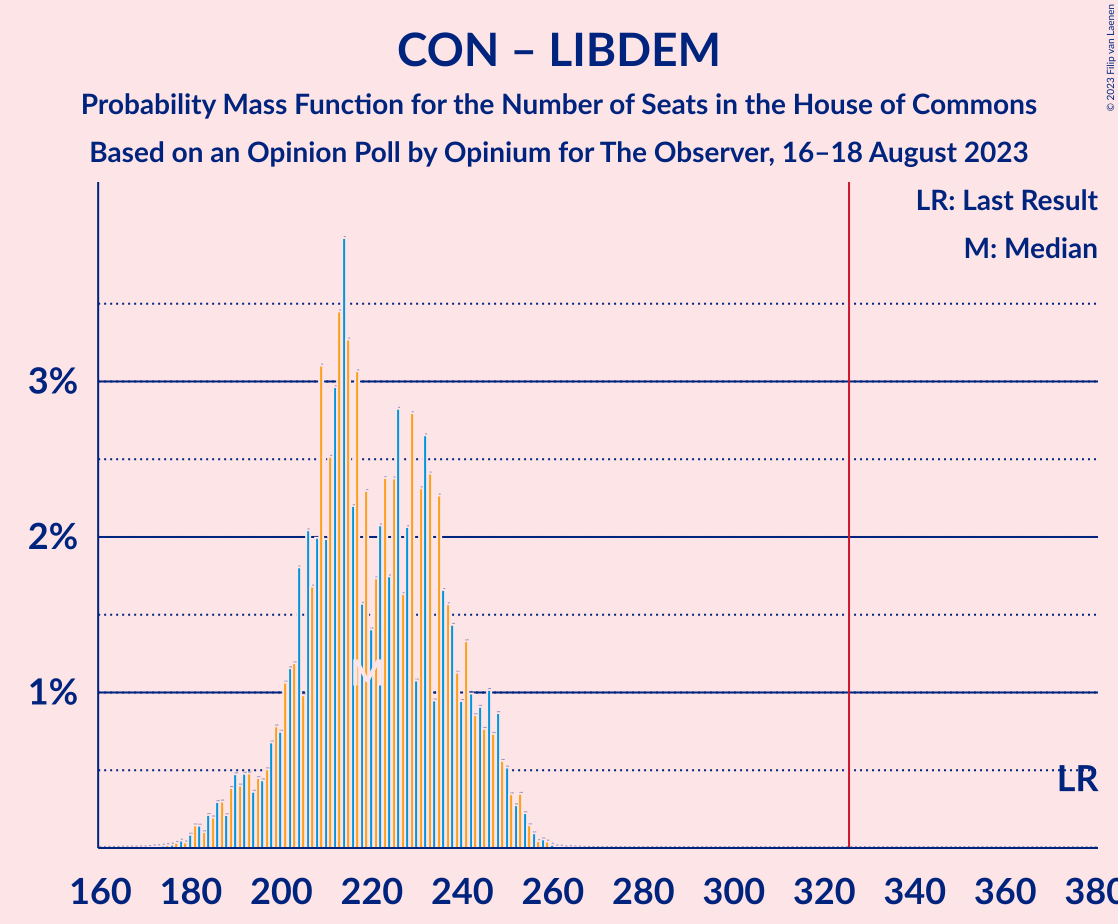 CON – LIBDEM
Probability Mass Function for the Number of Seats in the House of Commons
Based on an Opinion Poll by Opinium for The Observer, 16–18 August 2023
© 2023 Filip van Laenen
LR: Last Result
M: Median
3%
2%
1%
M
LR
160 180 200 220 240 260 280 300 320 340 360 380